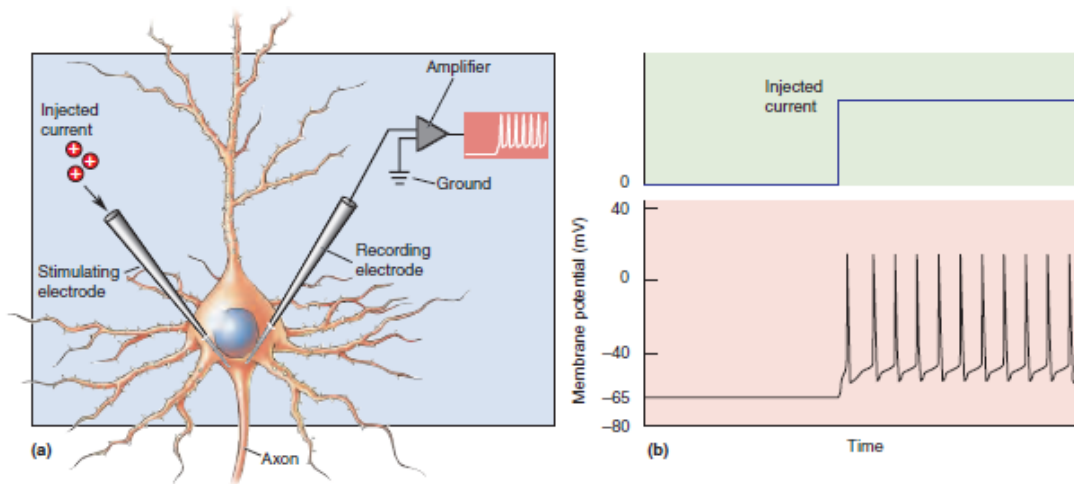 Amplifier
Injected
current
Ground
Stimulating
electrode
Recording
electrode
(a)
Axon
Injected
current
0
Membrane potential (mV)
40
0
–40
–65
–80
(b)
Time